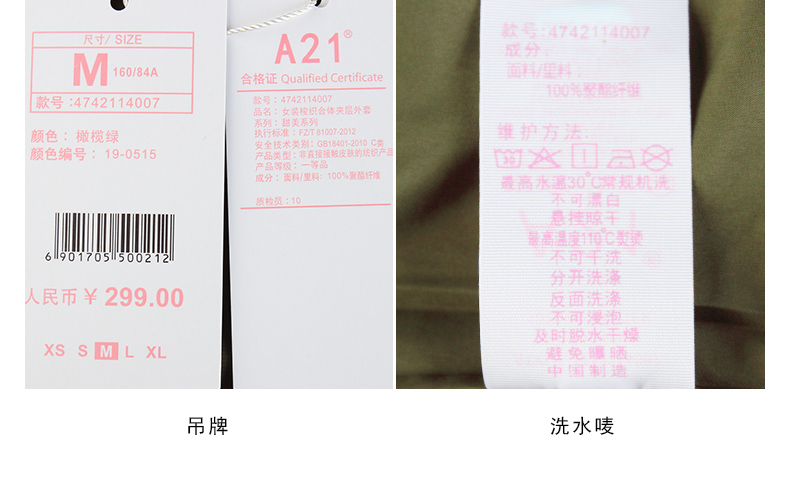 尺寸/ SIZE
M 160/84A
款号:4742114007
颜色: 橄榄绿
颜色编号: 19-0515
6 901705 500212
人民币 ¥ 299.00
XS S M L XL
A21®
合格证 Qualified Certificate
款号: 4742114007
品名: 女装梭织合体夹层外套
系列: 甜美系列
执行标准: FZ/T 81007-2012
安全技术类别: GB18401-2010 C类
产品类型: 非直接接触皮肤的纺织产品
产品等级: 一等品
成分: 面料/里料: 100%聚酯纤维
质检员: 10
款号:4742114007
成分:
面料/里料:
100%聚酯纤维
维护方法:
最高水温30°C常规机洗
不可漂白
悬挂晾干
最高温度110°C熨烫
不可干洗
分开洗涤
反面洗涤
不可浸泡
及时脱水干燥
避免曝晒
中国制造
吊牌
洗水唛